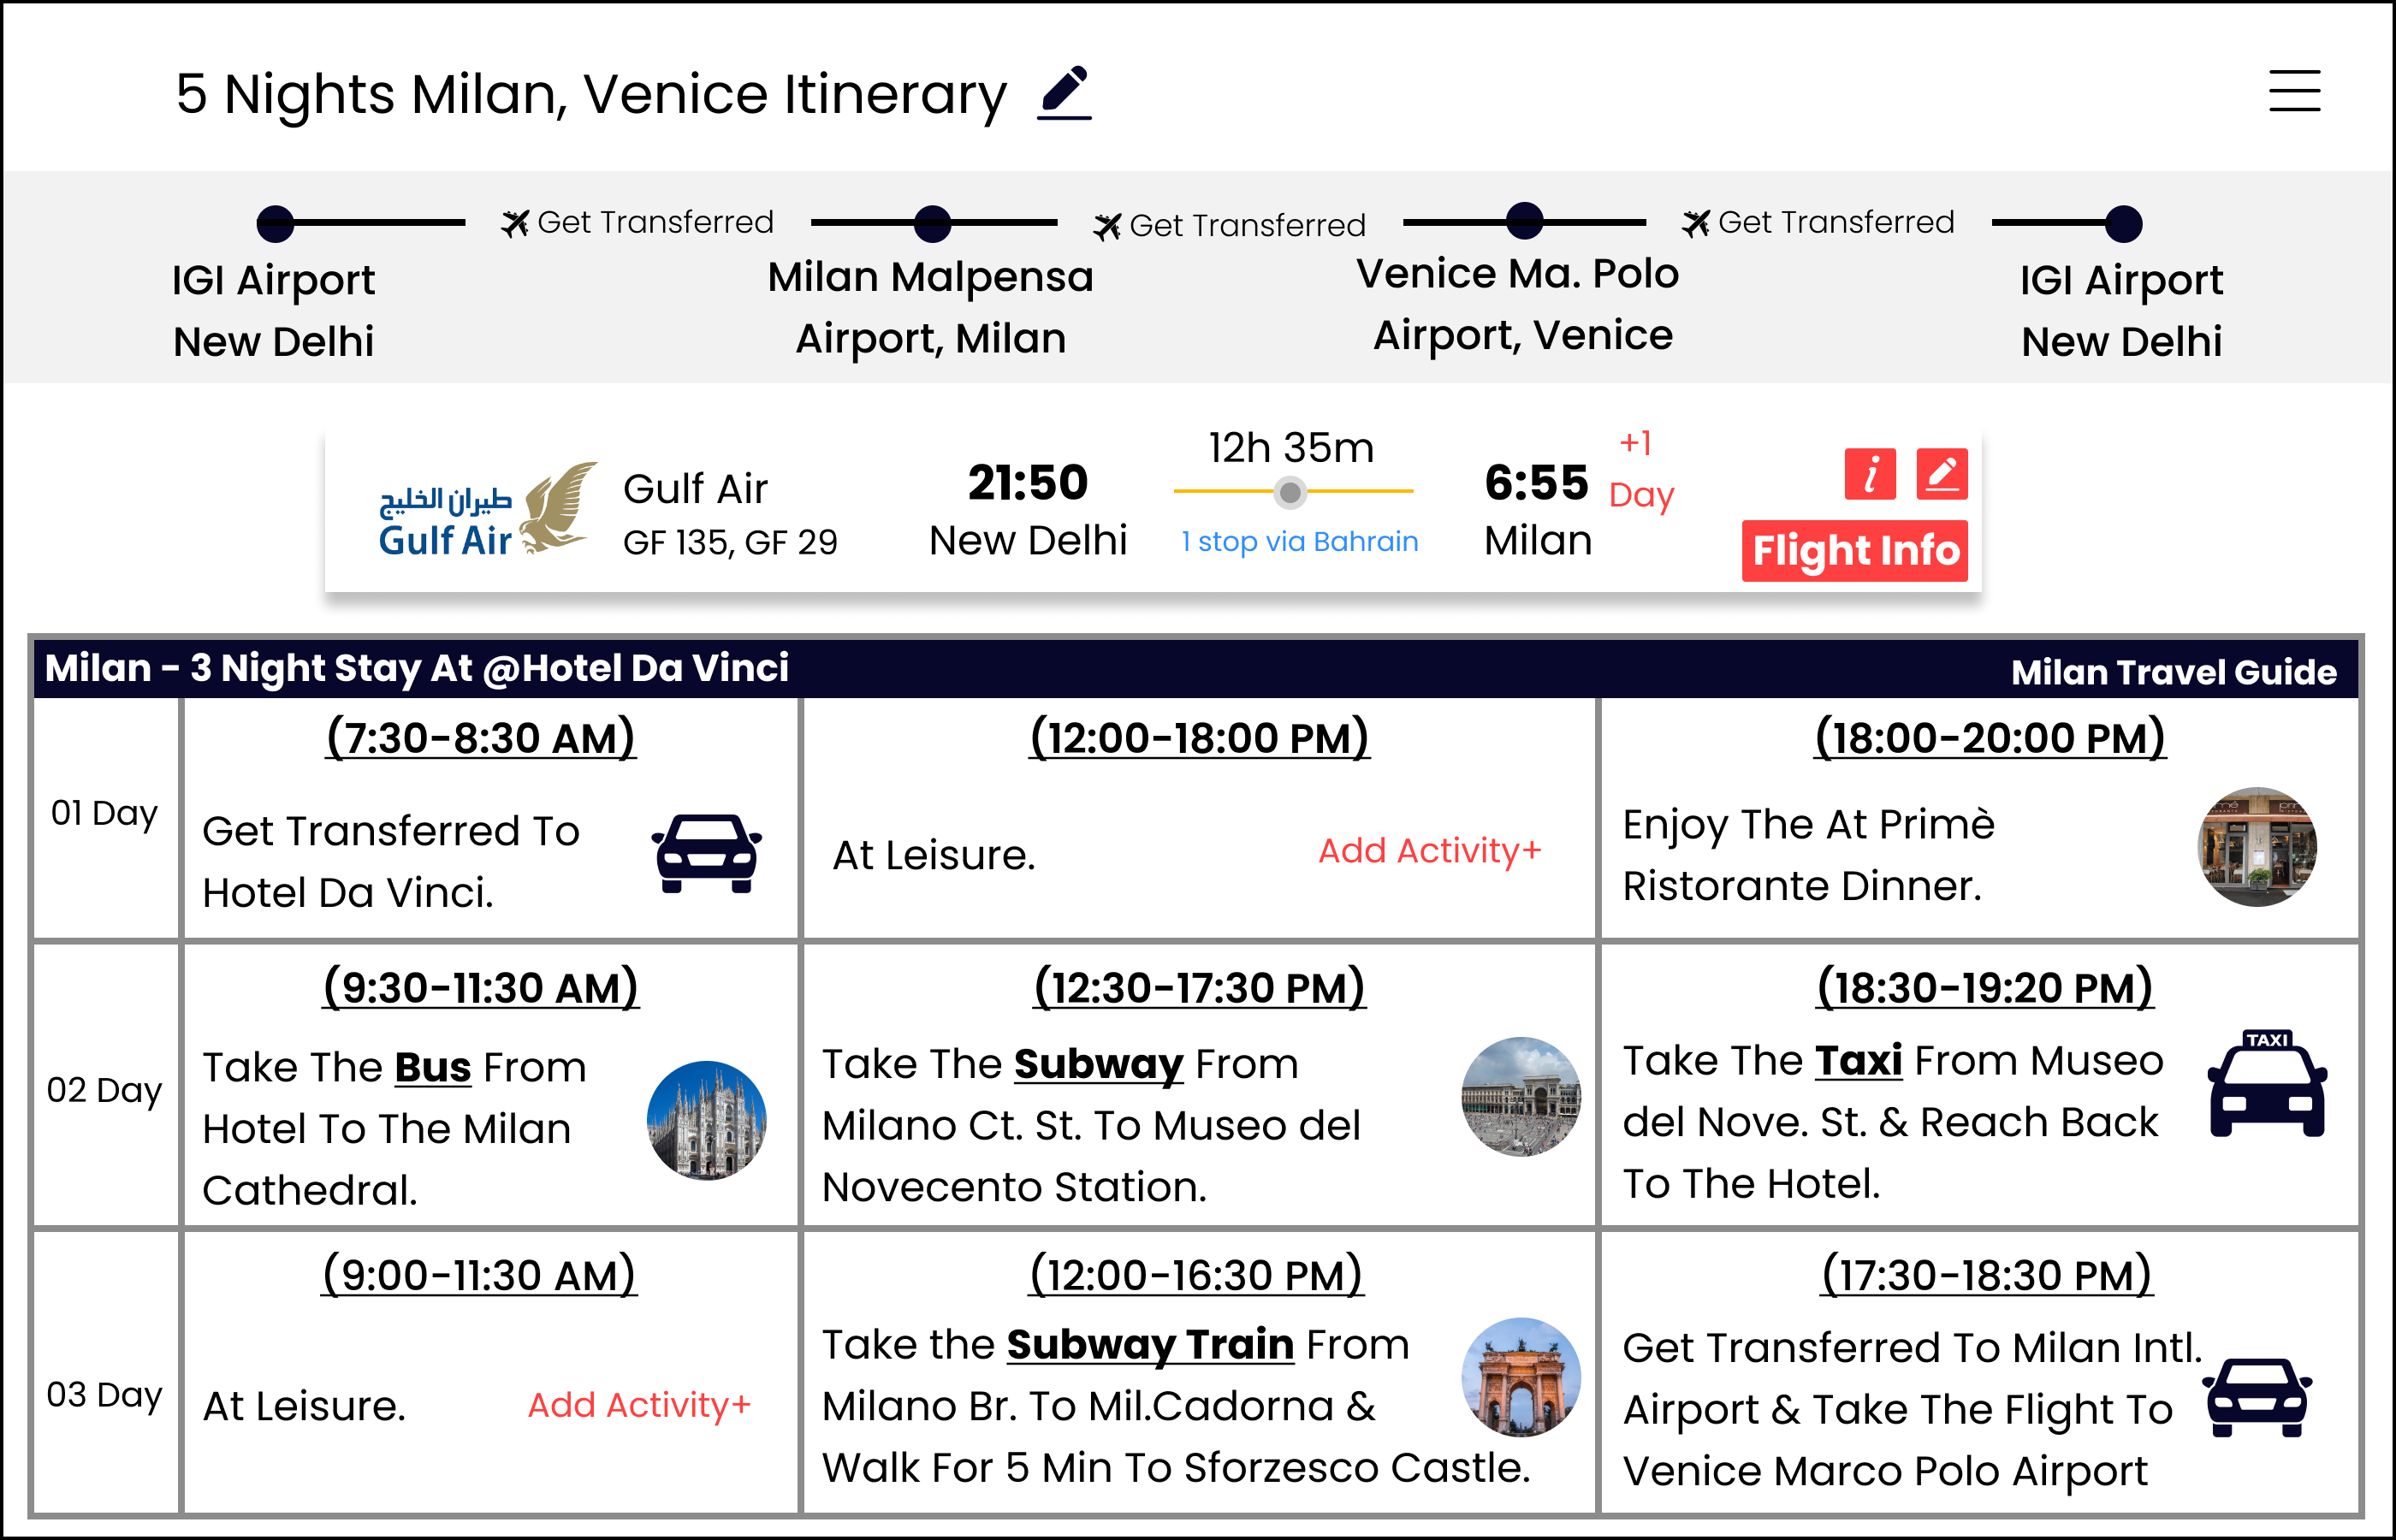 5 Nights Milan, Venice Itinerary
Get Transferred
Get Transferred
Get Transferred
IGI Airport
New Delhi
Milan Malpensa
Airport, Milan
Venice Ma. Polo
Airport, Venice
IGI Airport
New Delhi
طيران الخليج
Gulf Air
Gulf Air
GF 135, GF 29
21:50
New Delhi
12h 35m
1 stop via Bahrain
6:55
Milan
+1
Day
i
Flight Info
Milan - 3 Night Stay At @Hotel Da Vinci
Milan Travel Guide
01 Day
(7:30-8:30 AM)
Get Transferred To
Hotel Da Vinci.
(12:00-18:00 PM)
At Leisure.
Add Activity+
(18:00-20:00 PM)
Enjoy The At Primè
Ristorante Dinner.
02 Day
(9:30-11:30 AM)
Take The Bus From
Hotel To The Milan
Cathedral.
(12:30-17:30 PM)
Take The Subway From
Milano Ct. St. To Museo del
Novecento Station.
(18:30-19:20 PM)
Take The Taxi From Museo
del Nove. St. & Reach Back
To The Hotel.
TAXI
03 Day
(9:00-11:30 AM)
At Leisure.
Add Activity+
(12:00-16:30 PM)
Take the Subway Train From
Milano Br. To Mil.Cadorna &
Walk For 5 Min To Sforzesco Castle.
(17:30-18:30 PM)
Get Transferred To Milan Intl.
Airport & Take The Flight To
Venice Marco Polo Airport